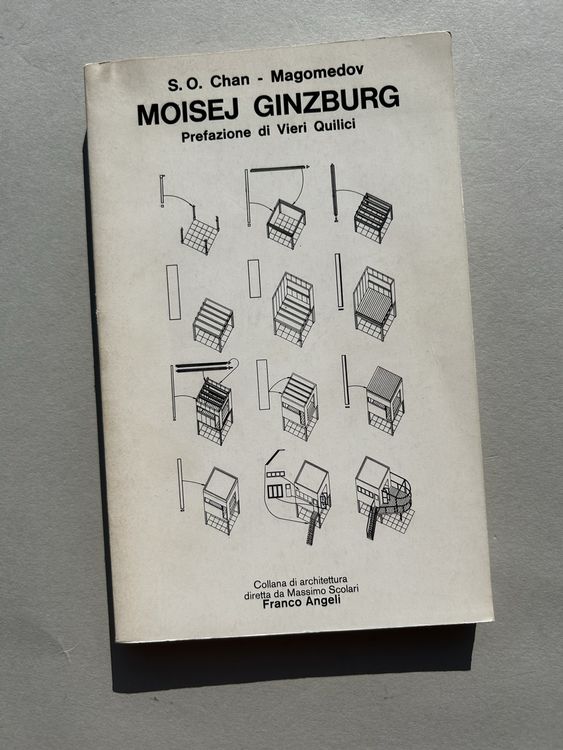 S. O. Chan - Magomedov
MOISEJ GINZBURG
Prefazione di Vieri Quilici
Collana di architettura
diretta da Massimo Scolari
Franco Angeli